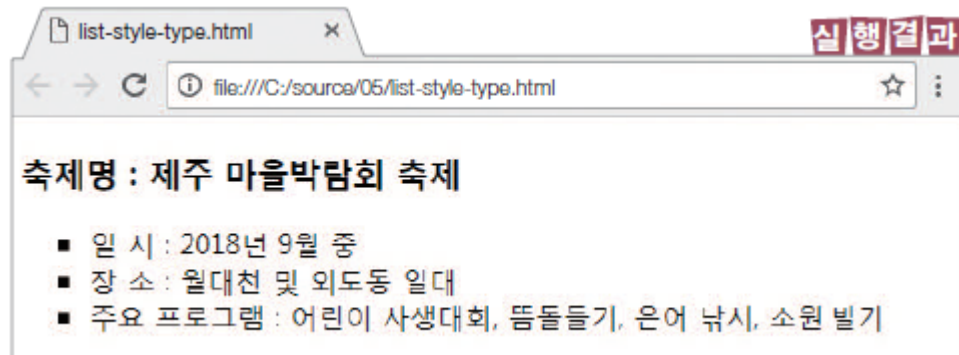 list-style-type.html
실행결과
file:///C:/source/05/list-style-type.html
축제명 : 제주 마을박람회 축제
■ 일 시 : 2018년 9월 중
■ 장 소 : 월대천 및 외도동 일대
■ 주요 프로그램 : 어린이 사생대회, 뜸돌들기, 은어 낚시, 소원 빌기